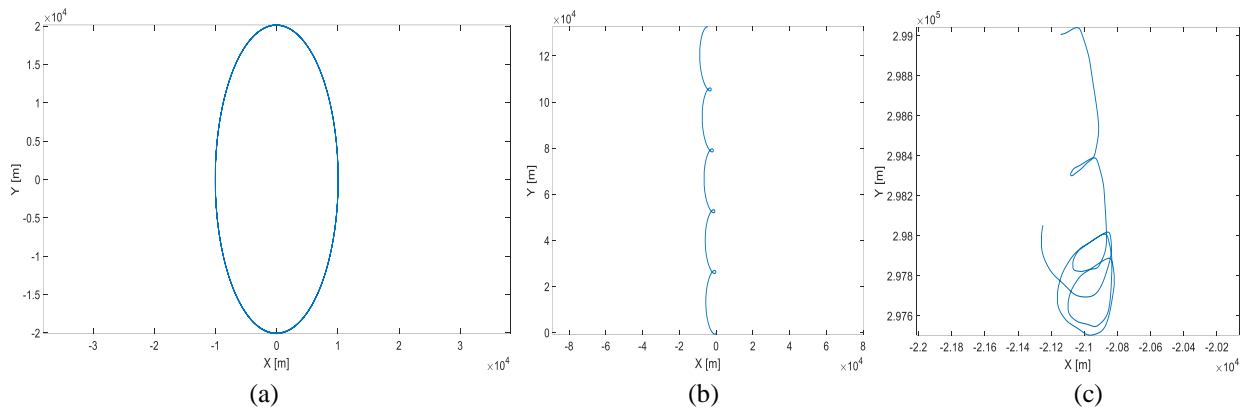 ×10⁴
2
1.5
1
0.5
0
-0.5
-1
-1.5
-2
Y [m]
-3 -2 -1 0 1 2 3
X [m]
×10⁴
(a)
×10⁴
12
10
8
6
4
2
0
Y [m]
-8 -6 -4 -2 0 2 4 6 8
X [m]
×10⁴
(b)
×10⁵
2.99
2.988
2.986
2.984
2.982
2.98
2.978
2.976
Y [m]
-2.2 -2.18 -2.16 -2.14 -2.12 -2.1 -2.08 -2.06 -2.04 -2.02
X [m]
×10⁴
(c)